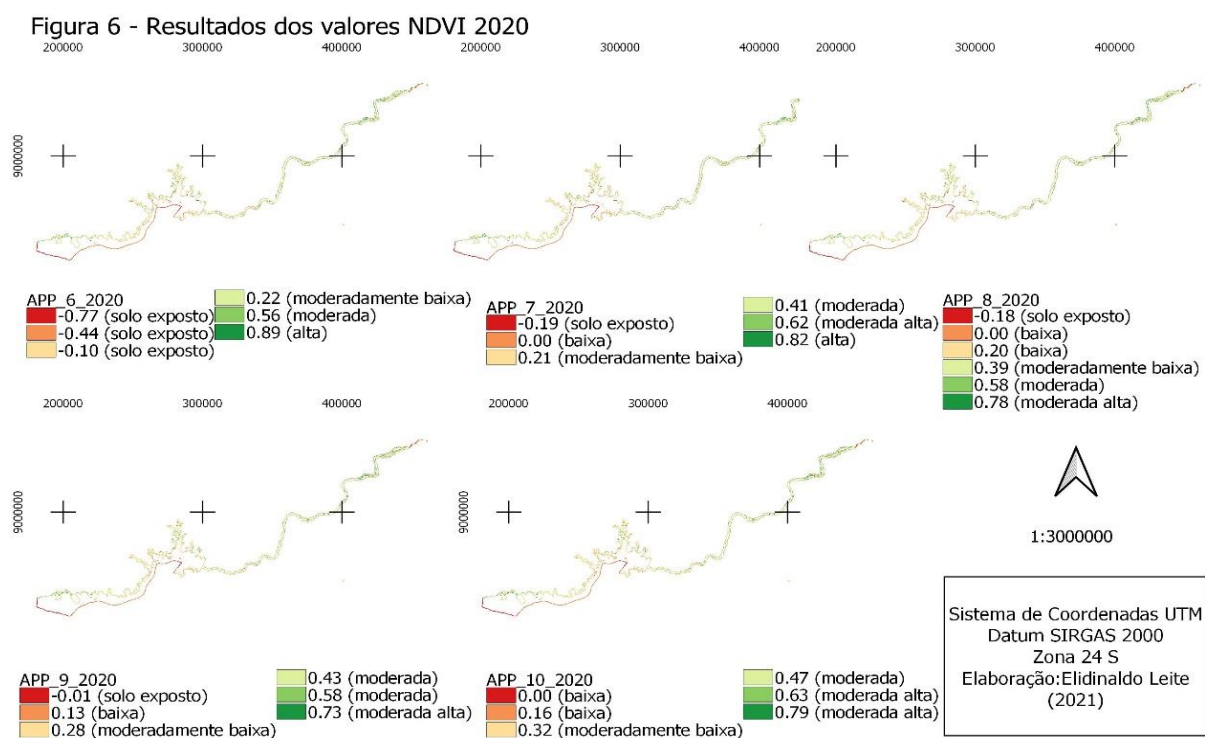 Figura 6 - Resultados dos valores NDVI 2020
200000 300000 400000
400000
200000 300000 400000
9000000
APP_6_2020
-0.77 (solo exposto)
-0.44 (solo exposto)
-0.10 (solo exposto)
0.22 (moderadamente baixa)
0.56 (moderada)
0.89 (alta)
200000 300000
APP_7_2020
-0.19 (solo exposto)
0.00 (baixa)
0.21 (moderadamente baixa)
0.41 (moderada)
0.62 (moderada alta)
0.82 (alta)
APP_8_2020
-0.18 (solo exposto)
0.00 (baixa)
0.20 (baixa)
0.39 (moderadamente baixa)
0.58 (moderada)
0.78 (moderada alta)
200000 300000 400000
9000000
APP_9_2020
-0.01 (solo exposto)
0.13 (baixa)
0.28 (moderadamente baixa)
0.43 (moderada)
0.58 (moderada)
0.73 (moderada alta)
200000 300000 400000
APP_10_2020
0.00 (baixa)
0.16 (baixa)
0.32 (moderadamente baixa)
0.47 (moderada)
0.63 (moderada alta)
0.79 (moderada alta)
1:3000000
Sistema de Coordenadas UTM
Datum SIRGAS 2000
Zona 24 S
Elaboração:Elidinaldo Leite
(2021)